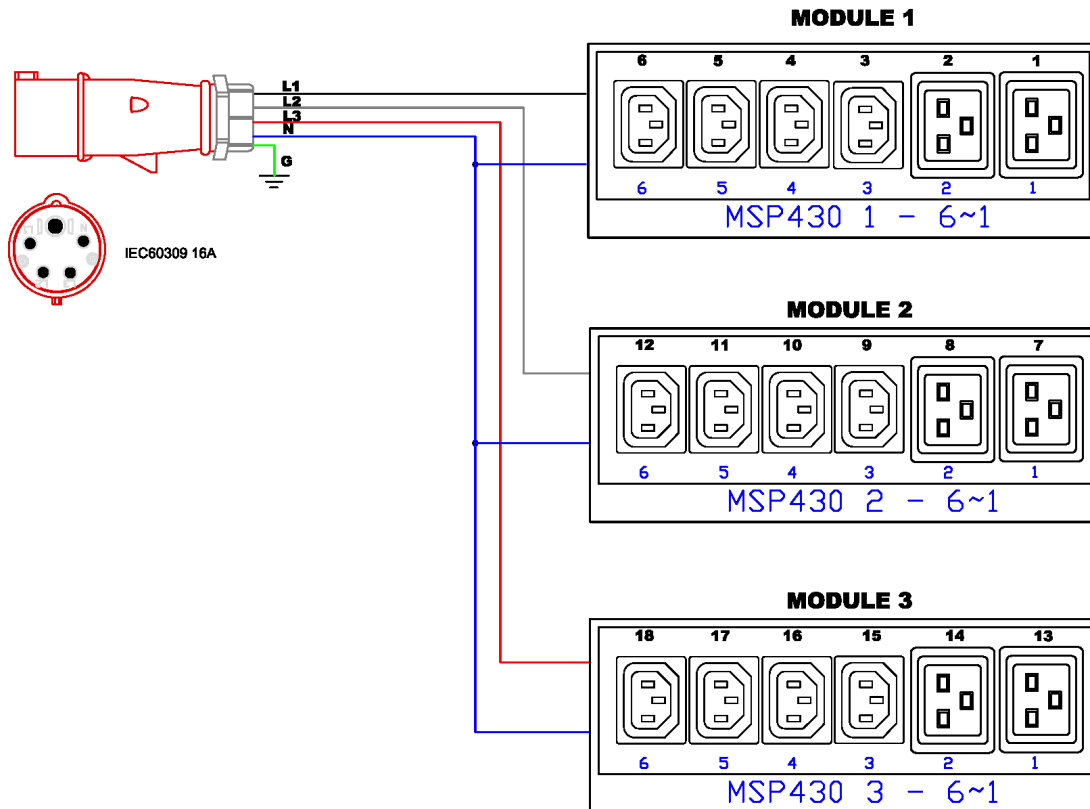 MODULE 1
6 5 4 3 2 1
6 5 4 3 2 1
MSP430 1 - 6~1
L1
L2
L3
N
G
IEC60309 16A
MODULE 2
12 11 10 9 8 7
6 5 4 3 2 1
MSP430 2 - 6~1
MODULE 3
18 17 16 15 14 13
6 5 4 3 2 1
MSP430 3 - 6~1